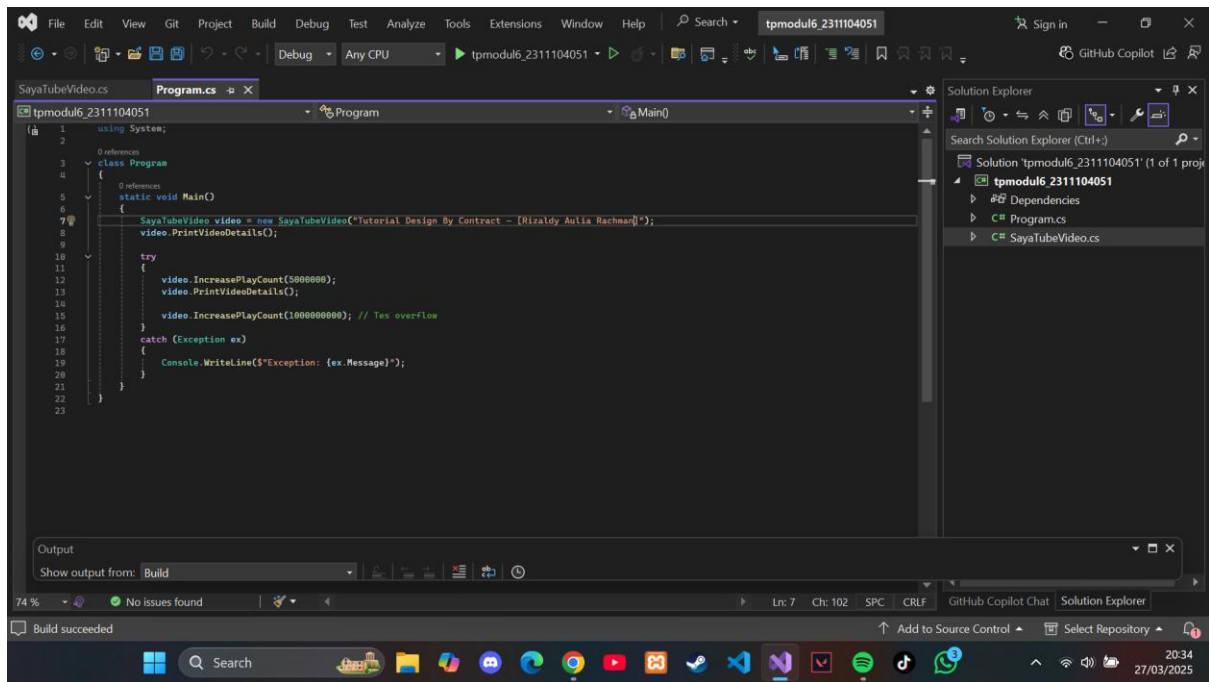 File Edit View Git Project Build Debug Test Analyze Tools Extensions Window Help Search tpmodul6_2311104051 Sign in
Debug Any CPU tpmodul6_2311104051 GitHub Copilot
SayaTubeVideo.cs Program.cs
tpmodul6_2311104051 Program Main()
1 using System;
2
0 references
3 class Program
4 {
0 references
5 static void Main()
6 {
7 SayaTubeVideo video = new SayaTubeVideo("Tutorial Design By Contract – [Rizaldy Aulia Rachman]");
8 video.PrintVideoDetails();
9
10 try
11 {
12 video.IncreasePlayCount(5000000);
13 video.PrintVideoDetails();
14
15 video.IncreasePlayCount(1000000000); // Tes overflow
16 }
17 catch (Exception ex)
18 {
19 Console.WriteLine($"Exception: {ex.Message}");
20 }
21 }
22 }
23
Solution Explorer
Search Solution Explorer (Ctrl+;)
Solution 'tpmodul6_2311104051' (1 of 1 proje
tpmodul6_2311104051
Dependencies
C# Program.cs
C# SayaTubeVideo.cs
Output
Show output from: Build
74 % No issues found Ln: 7 Ch: 102 SPC CRLF
GitHub Copilot Chat Solution Explorer
Build succeeded Add to Source Control Select Repository 1
Search 3 20:34
27/03/2025